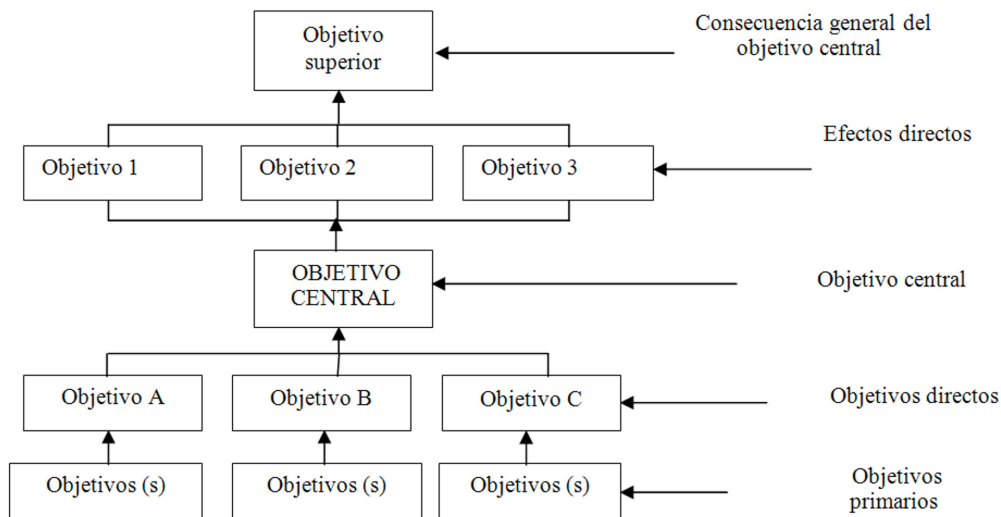 Objetivo
superior
Consecuencia general del
objetivo central
Objetivo 1
Objetivo 2
Objetivo 3
Efectos directos
OBJETIVO
CENTRAL
Objetivo central
Objetivo A
Objetivo B
Objetivo C
Objetivos directos
Objetivos (s)
Objetivos (s)
Objetivos (s)
Objetivos
primarios